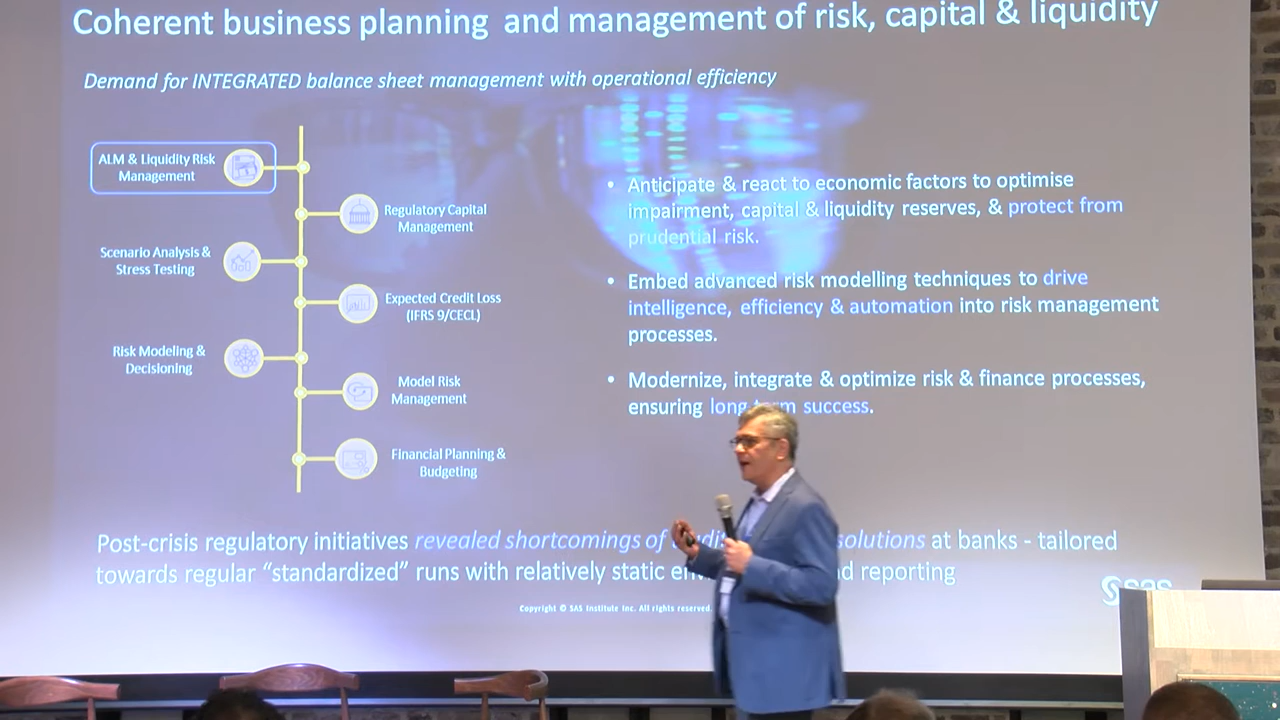 Coherent business planning and management of risk, capital & liquidity
Demand for INTEGRATED balance sheet management with operational efficiency
ALM & Liquidity Risk
Management
Regulatory Capital
Management
Scenario Analysis &
Stress Testing
Expected Credit Loss
(IFRS 9/CECL)
Risk Modeling &
Decisioning
Model Risk
Management
Financial Planning &
Budgeting
• Anticipate & react to economic factors to optimise
impairment, capital & liquidity reserves, & protect from
prudential risk.
• Embed advanced risk modelling techniques to drive
intelligence, efficiency & automation into risk management
processes.
• Modernize, integrate & optimize risk & finance processes,
ensuring long term success.
Post-crisis regulatory initiatives revealed shortcomings of solutions at banks - tailored
towards regular “standardized” runs with relatively static reporting
Copyright © SAS Institute Inc. All rights reserved.
sas